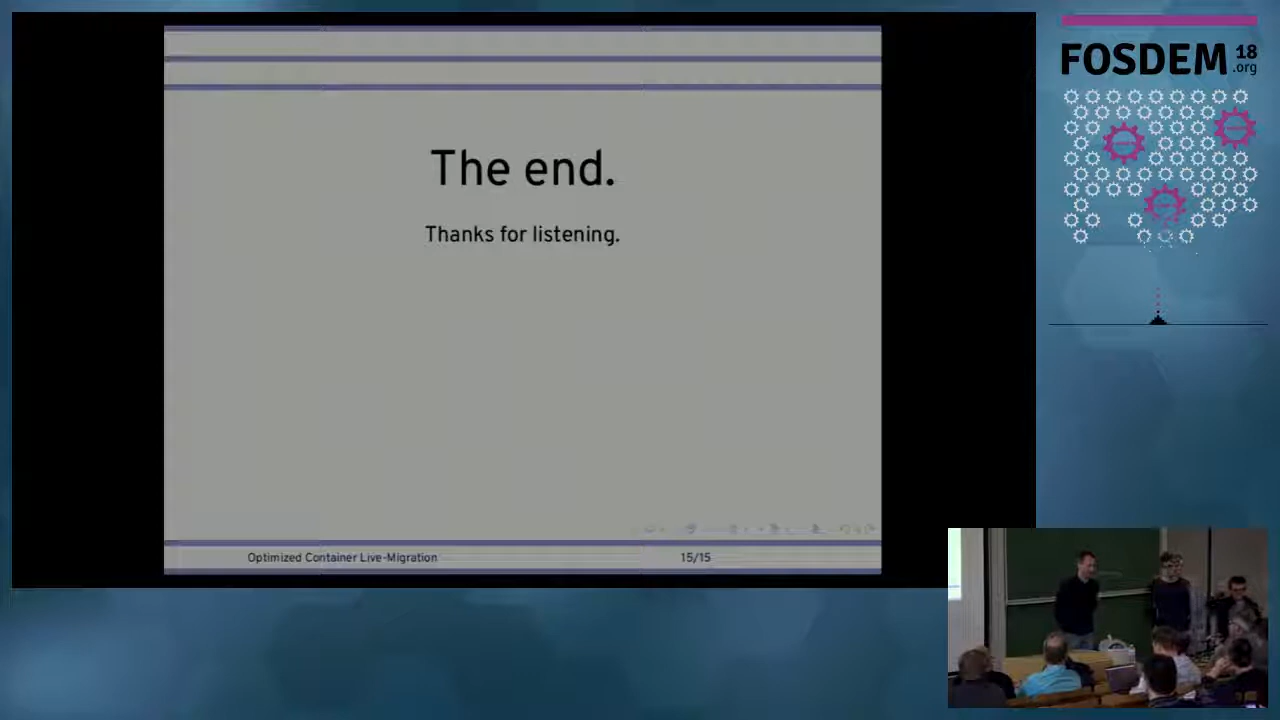 The end.
Thanks for listening.
Optimized Container Live-Migration
15/15
FOSDEM 18
.org